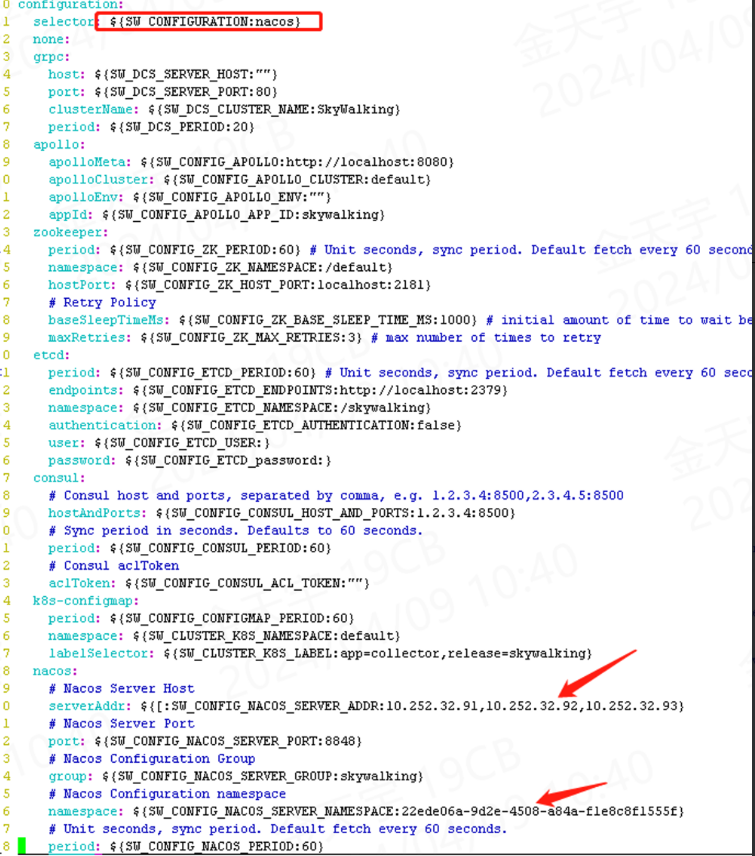 0 configuration:
1 selector: ${SW_CONFIGURATION:nacos}
2 none:
3 grpc:
4 host: ${SW_DCS_SERVER_HOST:""}
5 port: ${SW_DCS_SERVER_PORT:80}
6 clusterName: ${SW_DCS_CLUSTER_NAME:SkyWalking}
7 period: ${SW_DCS_PERIOD:20}
8 apollo:
9 apolloMeta: ${SW_CONFIG_APOLLO:http://localhost:8080}
0 apolloCluster: ${SW_CONFIG_APOLLO_CLUSTER:default}
1 apolloEnv: ${SW_CONFIG_APOLLO_ENV:""}
2 appId: ${SW_CONFIG_APOLLO_APP_ID:skywalking}
3 zookeeper:
4 period: ${SW_CONFIG_ZK_PERIOD:60} # Unit seconds, sync period. Default fetch every 60 second
5 namespace: ${SW_CONFIG_ZK_NAMESPACE:/default}
6 hostPort: ${SW_CONFIG_ZK_HOST_PORT:localhost:2181}
7 # Retry Policy
8 baseSleepTimeMs: ${SW_CONFIG_ZK_BASE_SLEEP_TIME_MS:1000} # initial amount of time to wait be
9 maxRetries: ${SW_CONFIG_ZK_MAX_RETRIES:3} # max number of times to retry
0 etcd:
1 period: ${SW_CONFIG_ETCD_PERIOD:60} # Unit seconds, sync period. Default fetch every 60 seco
2 endpoints: ${SW_CONFIG_ETCD_ENDPOINTS:http://localhost:2379}
3 namespace: ${SW_CONFIG_ETCD_NAMESPACE:/skywalking}
4 authentication: ${SW_CONFIG_ETCD_AUTHENTICATION:false}
5 user: ${SW_CONFIG_ETCD_USER:}
6 password: ${SW_CONFIG_ETCD_password:}
7 consul:
8 # Consul host and ports, separated by comma, e.g. 1.2.3.4:8500,2.3.4.5:8500
9 hostAndPorts: ${SW_CONFIG_CONSUL_HOST_AND_PORTS:1.2.3.4:8500}
0 # Sync period in seconds. Defaults to 60 seconds.
1 period: ${SW_CONFIG_CONSUL_PERIOD:60}
2 # Consul aclToken
3 aclToken: ${SW_CONFIG_CONSUL_ACL_TOKEN:""}
4 k8s-configmap:
5 period: ${SW_CONFIG_CONFIGMAP_PERIOD:60}
6 namespace: ${SW_CLUSTER_K8S_NAMESPACE:default}
7 labelSelector: ${SW_CLUSTER_K8S_LABEL:app=collector,release=skywalking}
8 nacos:
9 # Nacos Server Host
0 serverAddr: ${[:SW_CONFIG_NACOS_SERVER_ADDR:10.252.32.91,10.252.32.92,10.252.32.93}
1 # Nacos Server Port
2 port: ${SW_CONFIG_NACOS_SERVER_PORT:8848}
3 # Nacos Configuration Group
4 group: ${SW_CONFIG_NACOS_SERVER_GROUP:skywalking}
5 # Nacos Configuration namespace
6 namespace: ${SW_CONFIG_NACOS_SERVER_NAMESPACE:22ede06a-9d2e-4508-a84a-f1e8c8f1555f}
7 # Unit seconds, sync period. Default fetch every 60 seconds.
8 period: ${SW_CONFIG_NACOS_PERIOD:60}